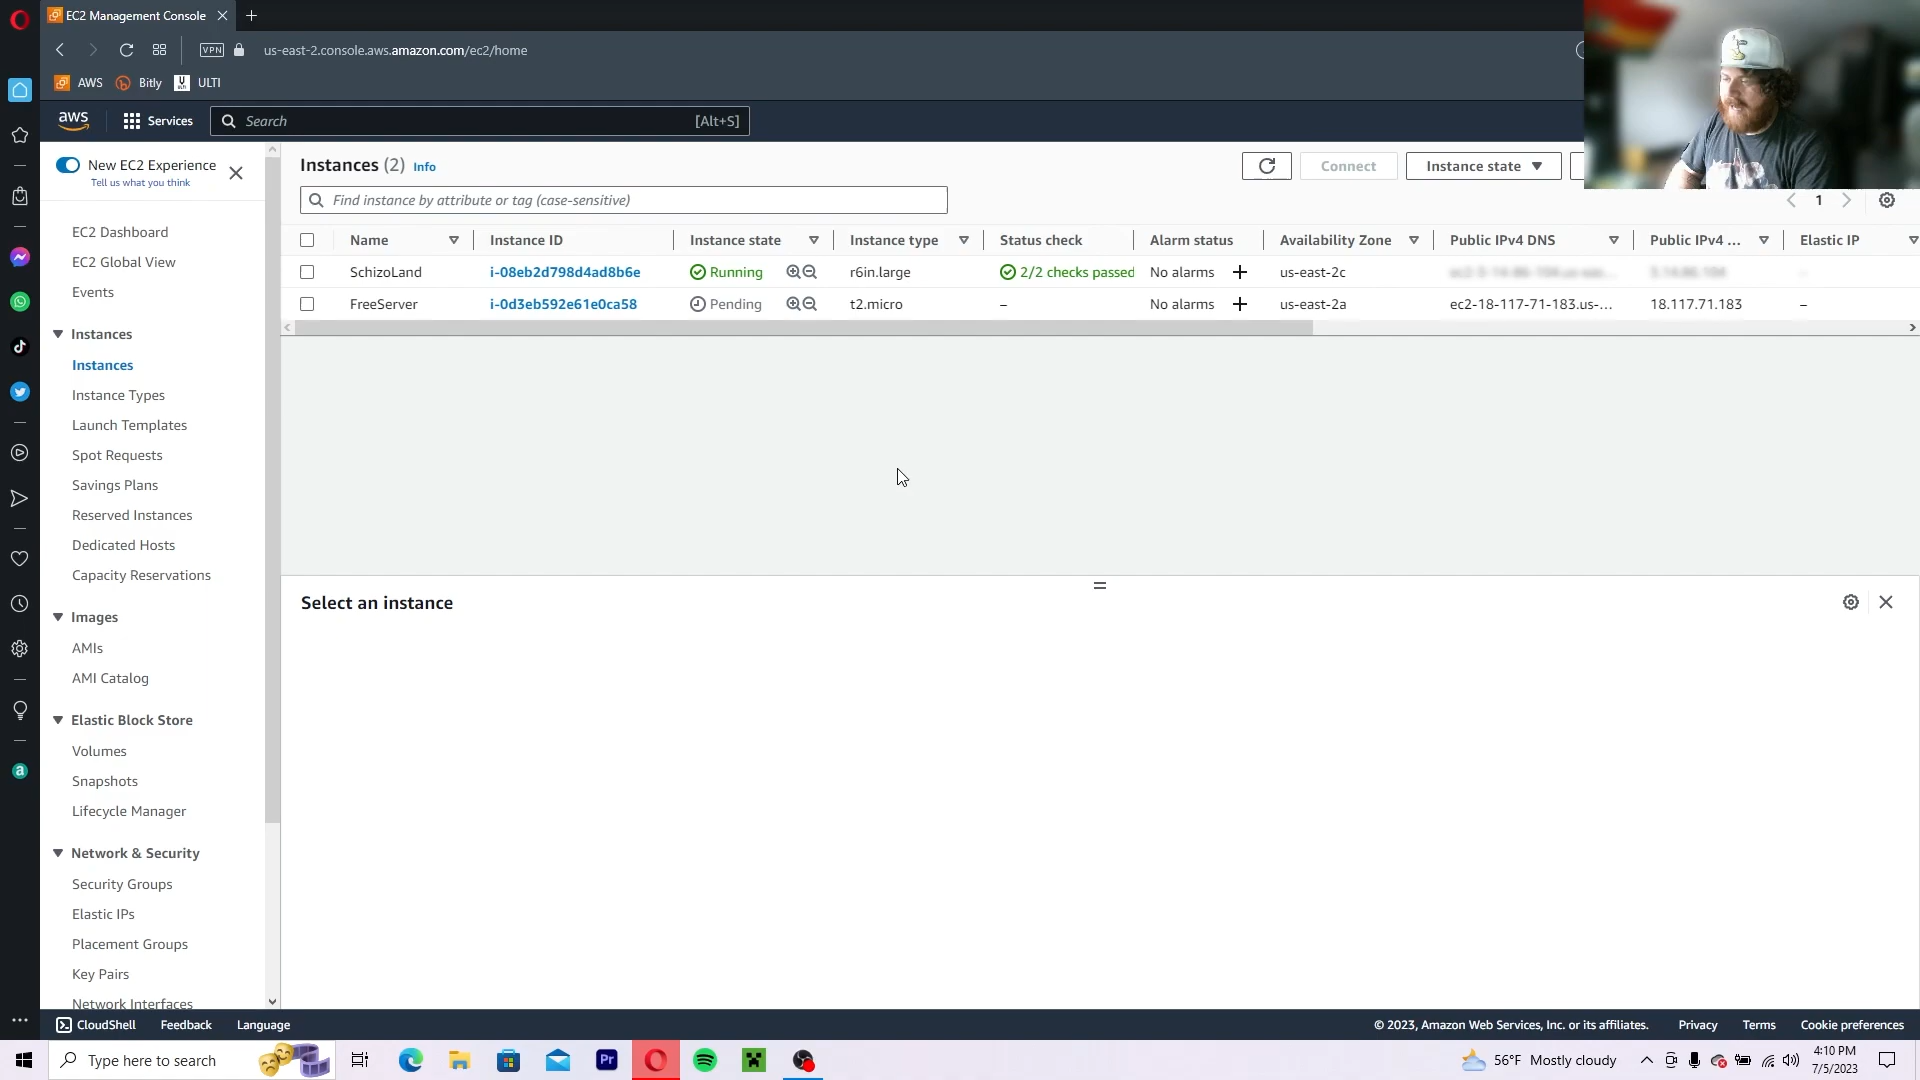 EC2 Management Console
VPN
us-east-2.console.aws.amazon.com/ec2/home
AWS
Bitly
ULTI
aws
Services
Search
[Alt+S]
New EC2 Experience
Tell us what you think
EC2 Dashboard
EC2 Global View
Events
Instances
Instances
Instance Types
Launch Templates
Spot Requests
Savings Plans
Reserved Instances
Dedicated Hosts
Capacity Reservations
Images
AMIs
AMI Catalog
Elastic Block Store
Volumes
Snapshots
Lifecycle Manager
Network & Security
Security Groups
Elastic IPs
Placement Groups
Key Pairs
Network Interfaces
Instances (2) Info
Connect
Instance state
Find instance by attribute or tag (case-sensitive)
1
Name Instance ID Instance state Instance type Status check Alarm status Availability Zone Public IPv4 DNS Public IPv4 ... Elastic IP
SchizoLand i-08eb2d798d4ad8b6e Running r6in.large 2/2 checks passed No alarms + us-east-2c –
FreeServer i-0d3eb592e61e0ca58 Pending t2.micro – No alarms + us-east-2a ec2-18-117-71-183.us-... 18.117.71.183 –
Select an instance
CloudShell
Feedback
Language
© 2023, Amazon Web Services, Inc. or its affiliates.
Privacy
Terms
Cookie preferences
Type here to search
Pr
56°F Mostly cloudy
4:10 PM
7/5/2023